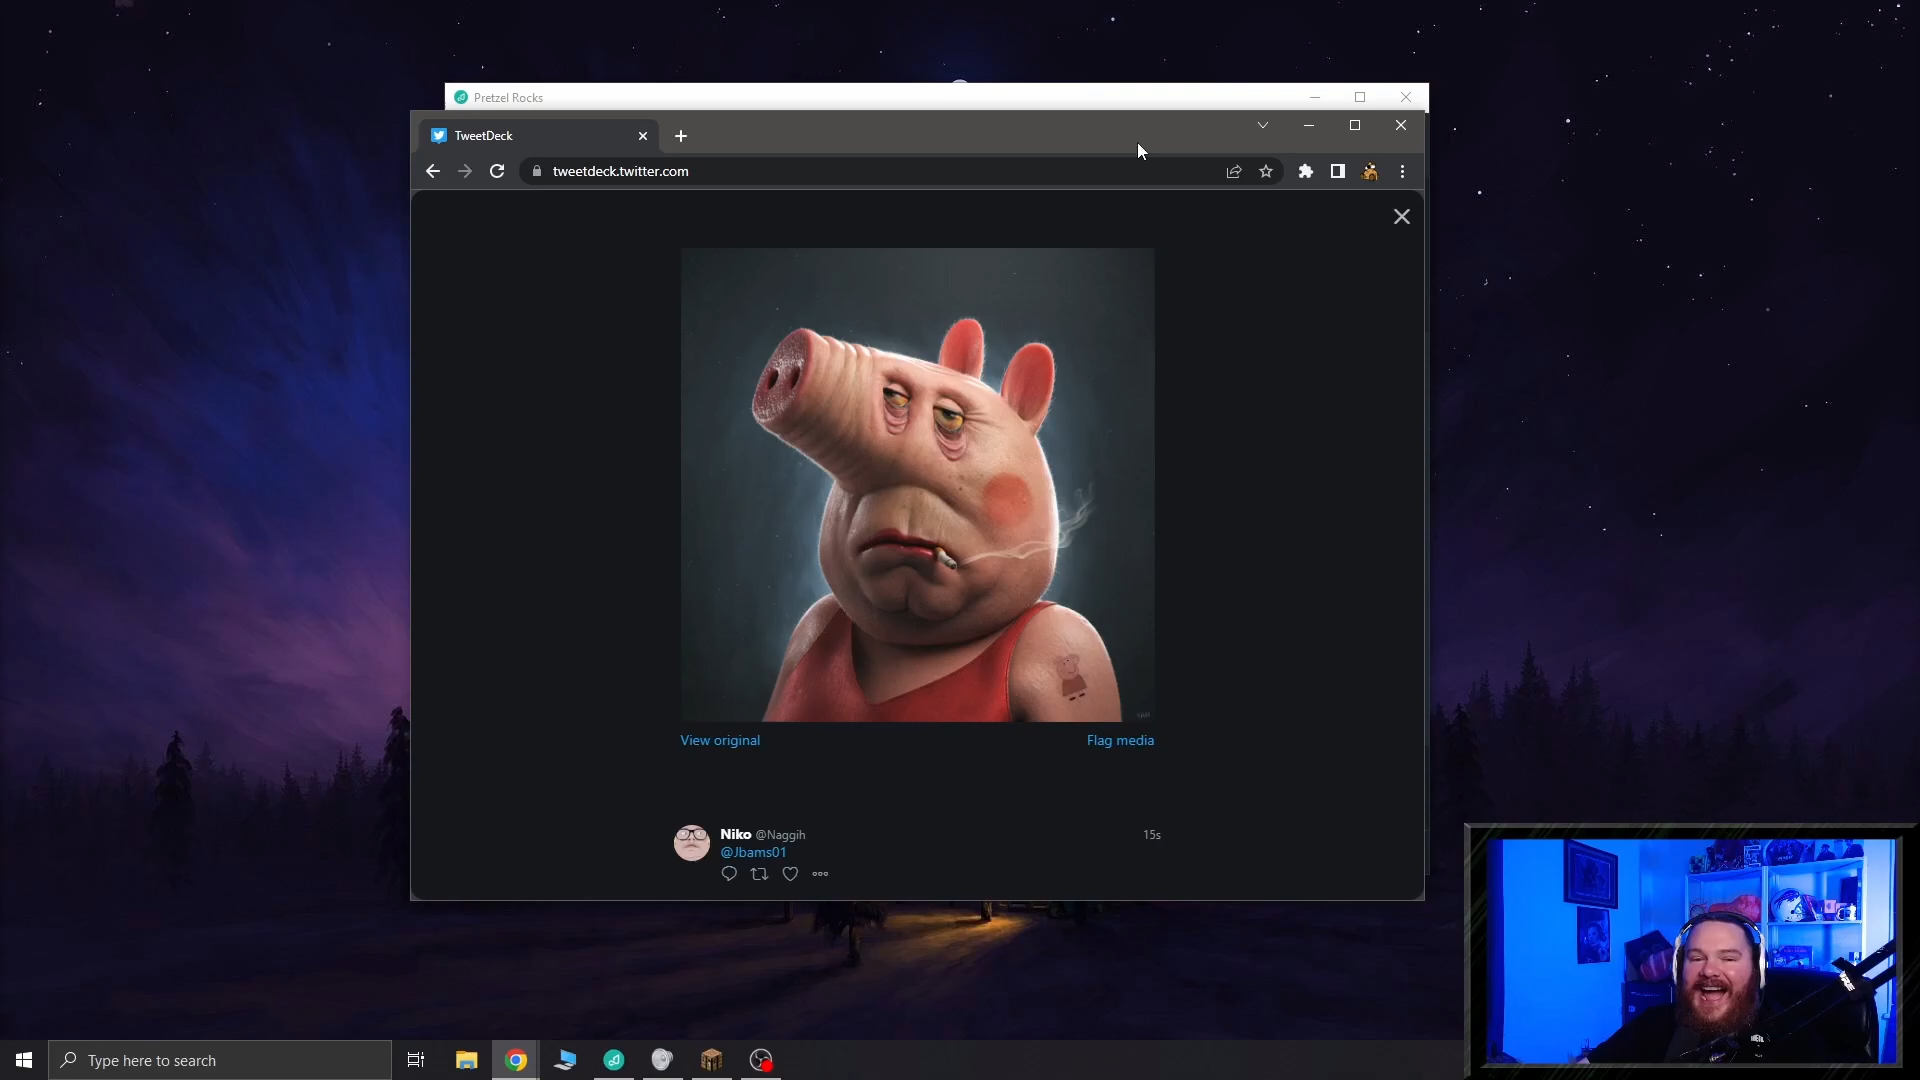 Pretzel Rocks
TweetDeck
tweetdeck.twitter.com
View original
Flag media
Niko @Naggih
15s
@Jbams01
Type here to search